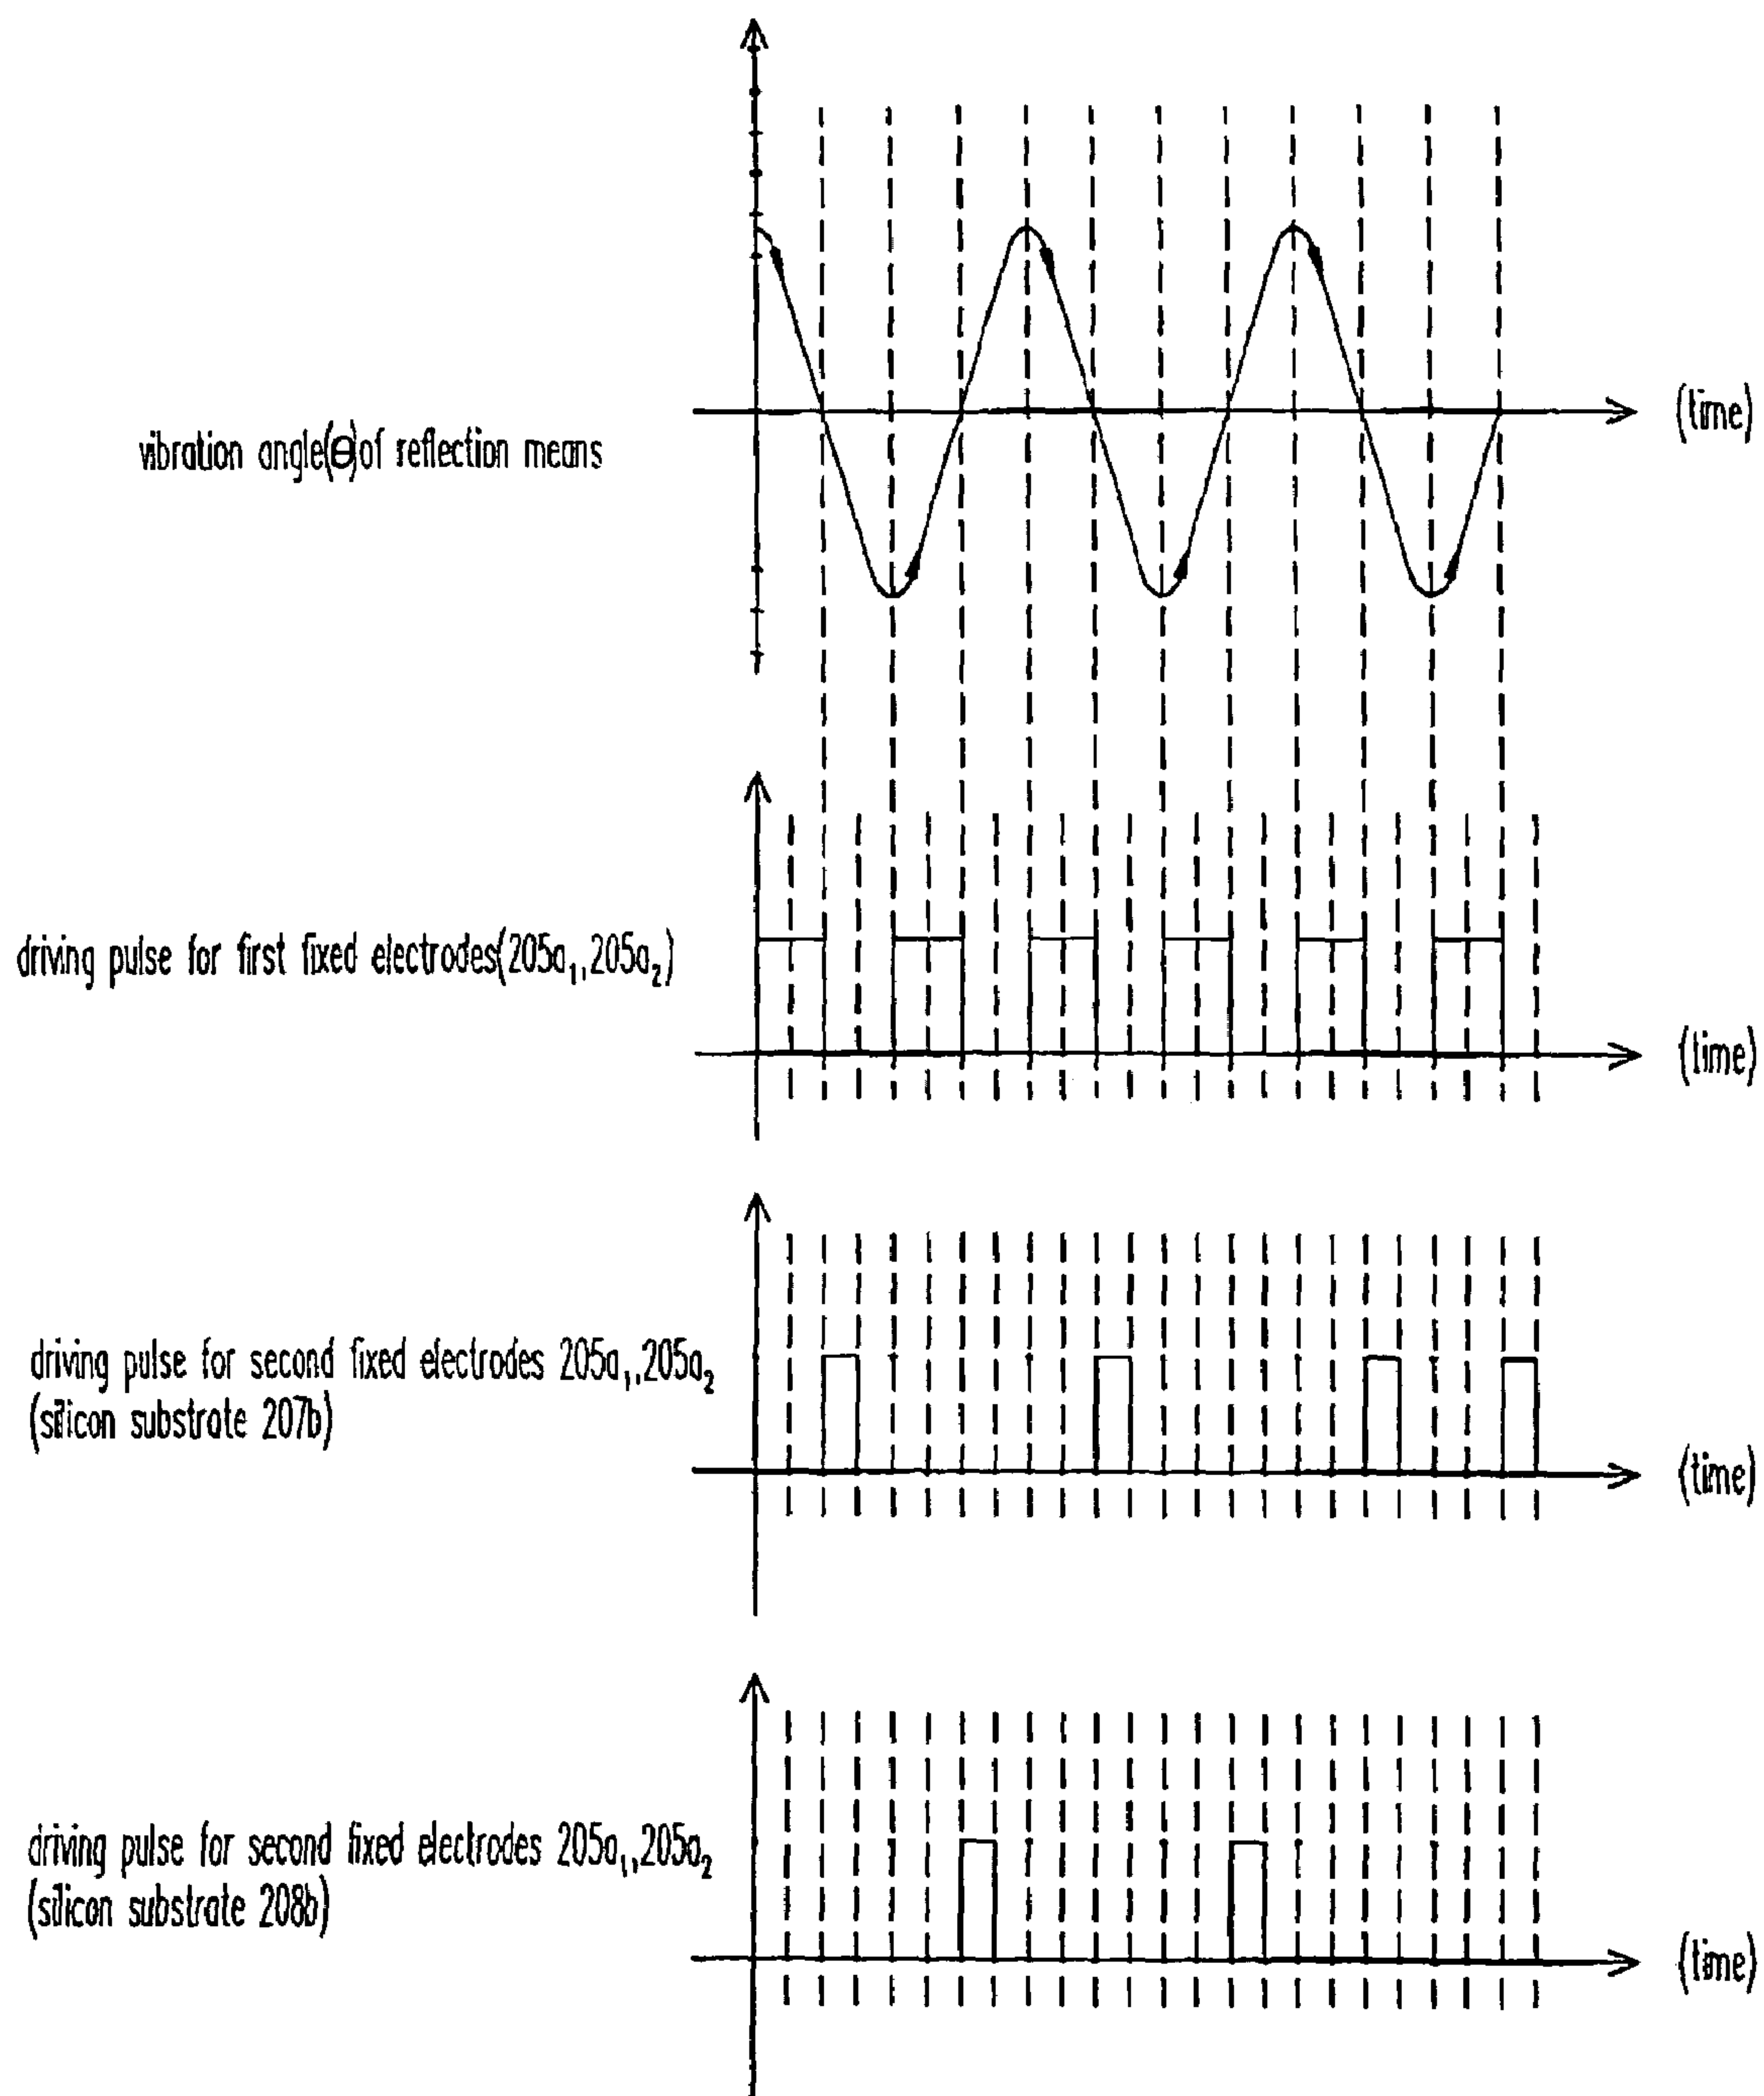 (time)
vibration angle(Θ)of reflection means
driving pulse for first fixed electrodes(205a₁,205a₂)
(time)
driving pulse for second fixed electrodes 205a₁,205a₂
(silicon substrate 207b)
(time)
driving pulse for second fixed electrodes 205a₁,205a₂
(silicon substrate 208b)
(time)